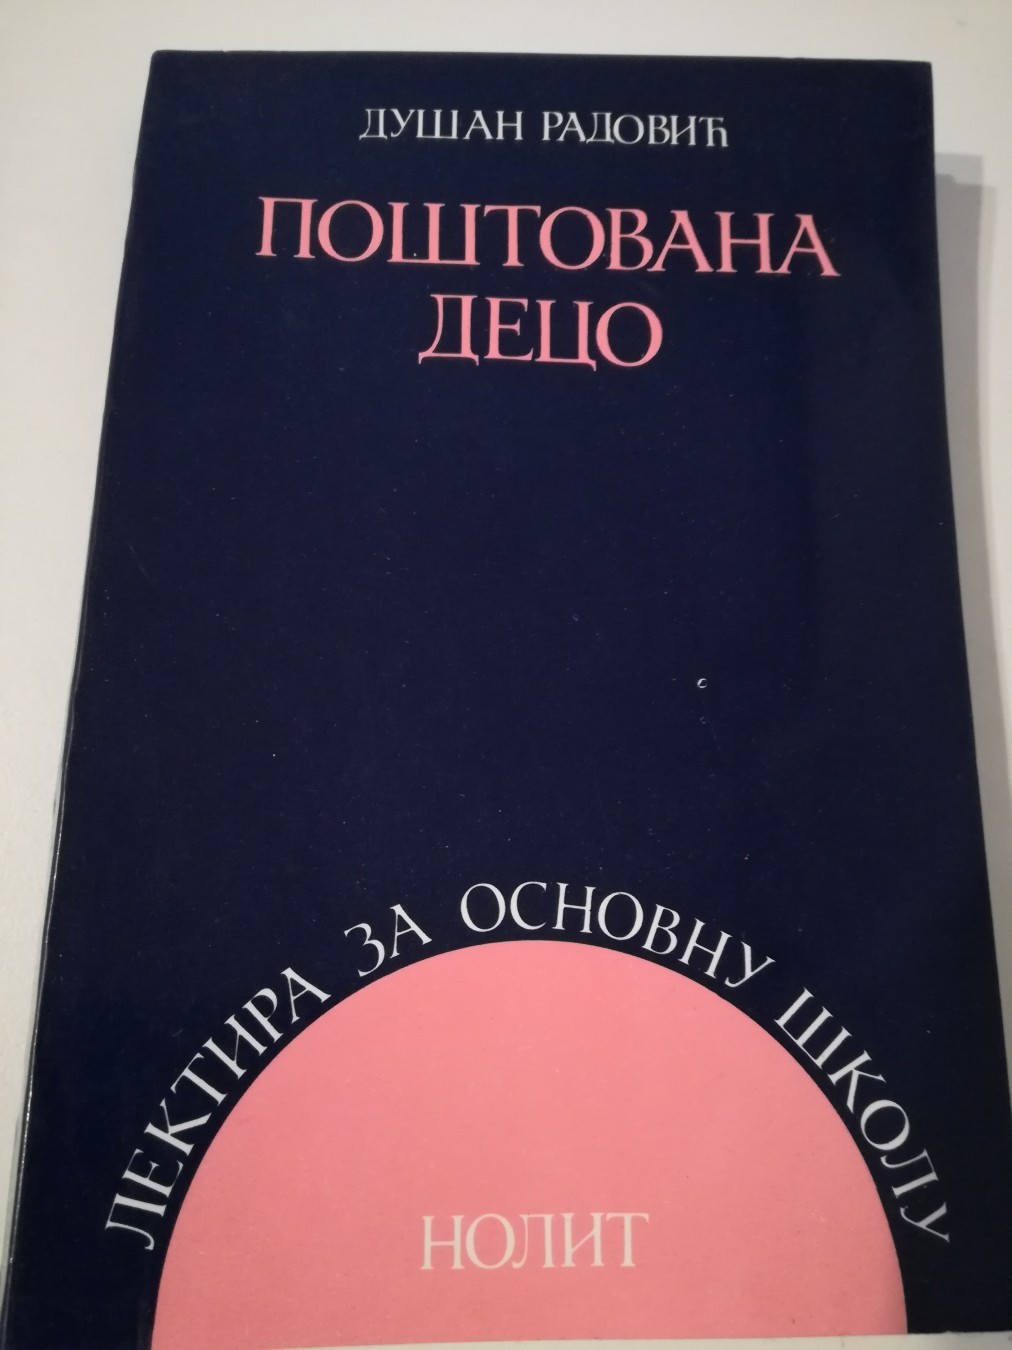 ДУШАН РАДОВИЋ
ПОШТОВАНА
ДЕЦО
ЛЕКТИРА ЗА ОСНОВНУ ШКОЛУ
НОЛИТ